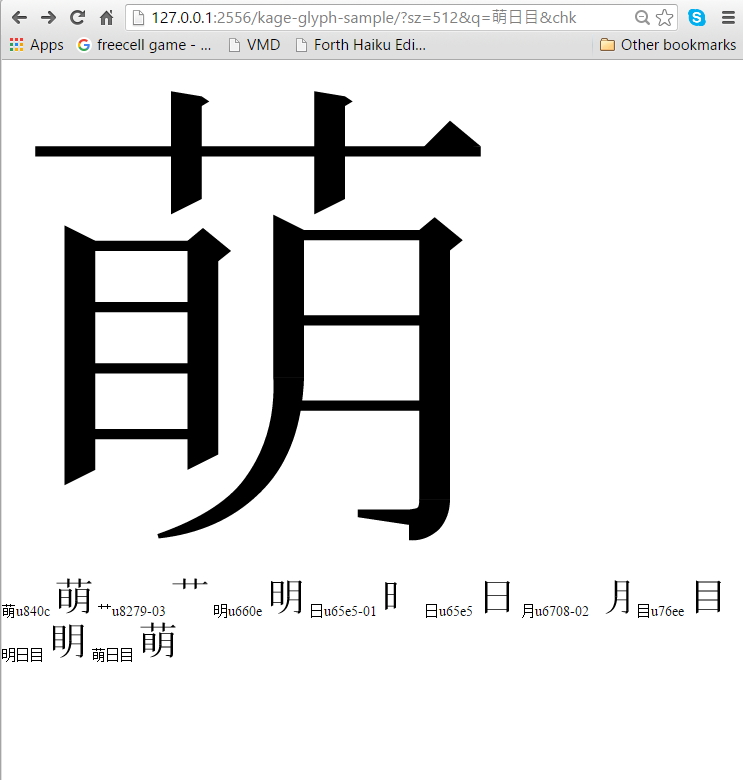 127.0.0.1:2556/kage-glyph-sample/?sz=512&q=萌日目&chk
Apps freecell game - ... VMD Forth Haiku Edi... Other bookmarks
萌u840c 萌 艹u8279-03 艹 明u660e 明 日u65e5-01 日 日u65e5 日 月u6708-02 月 目u76ee 目
明日目 眀 萌日目